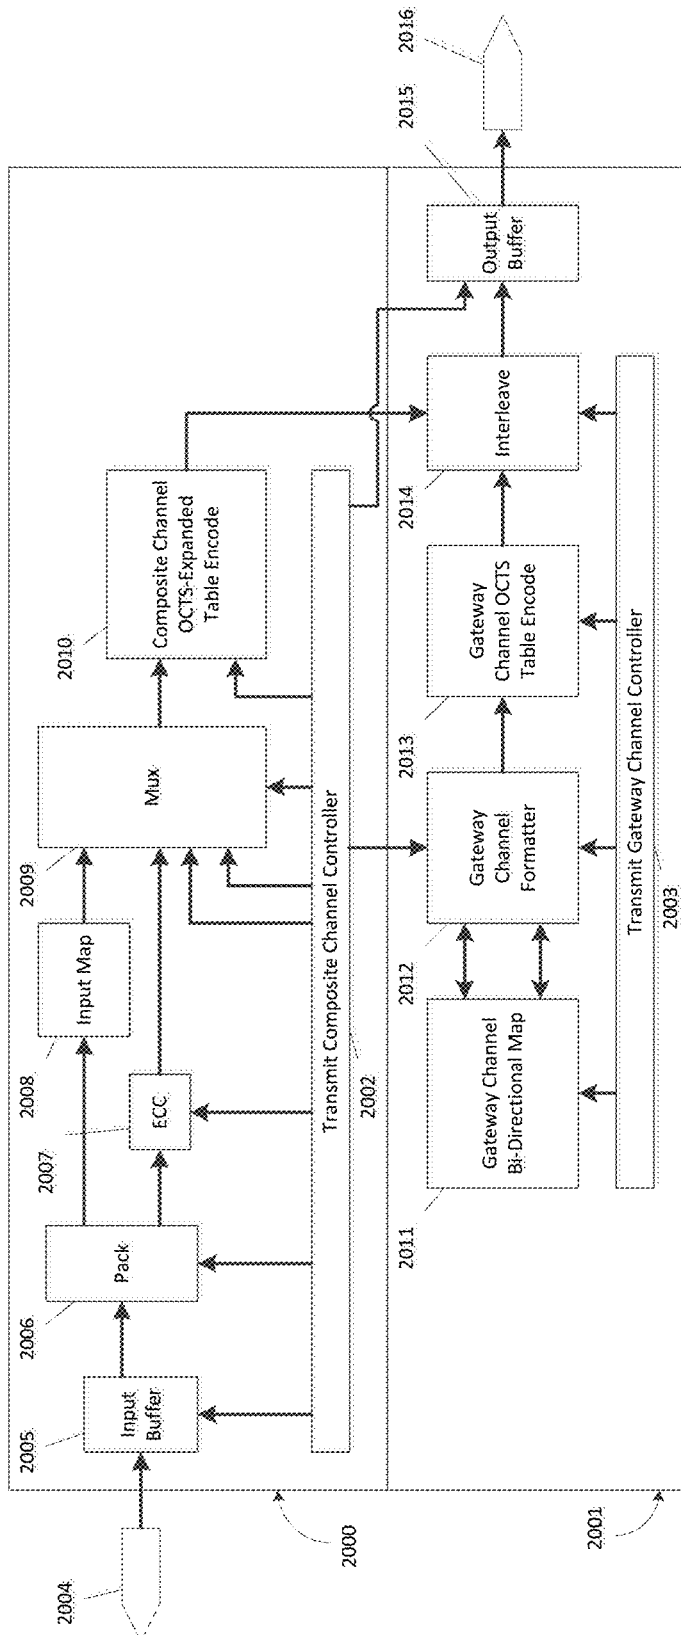 2004
2005
Input
Buffer
2006
Pack
2007
ECC
2008
Input Map
2009
Mux
2010
Composite Channel
OCTS-Expanded
Table Encode
Transmit Composite Channel Controller
2002
2000
2011
Gateway Channel
Bi-Directional Map
2012
Gateway
Channel
Formatter
2013
Gateway
Channel OCTS
Table Encode
2014
Interleave
2015
Output
Buffer
2016
Transmit Gateway Channel Controller
2003
2001